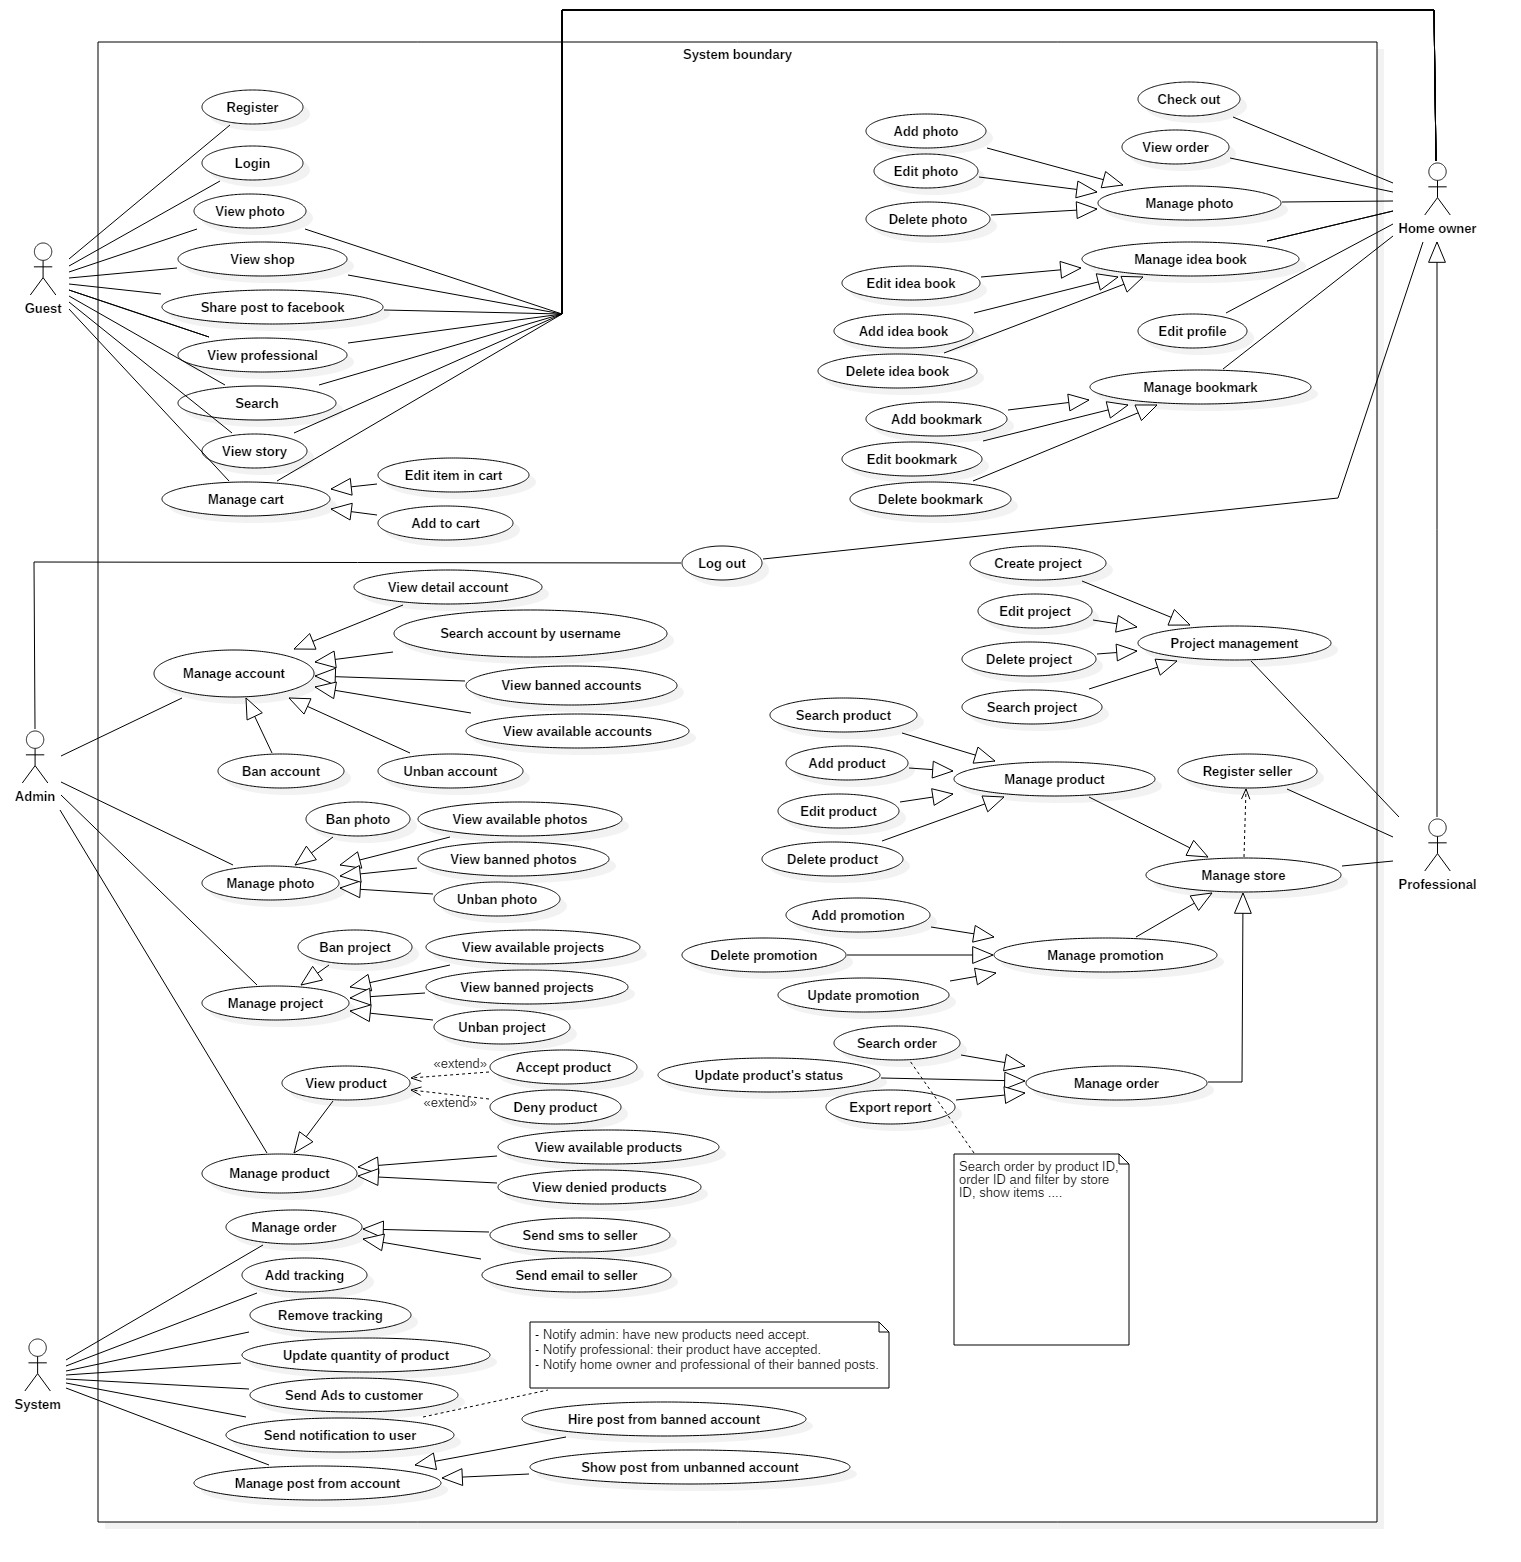 System boundary
Register
Login
View photo
View shop
Share post to facebook
View professional
Search
View story
Manage cart
Edit item in cart
Add to cart
Guest
Check out
View order
Add photo
Edit photo
Delete photo
Manage photo
Manage idea book
Edit idea book
Add idea book
Delete idea book
Edit profile
Manage bookmark
Add bookmark
Edit bookmark
Delete bookmark
Home owner
Log out
View detail account
Search account by username
Manage account
View banned accounts
View available accounts
Ban account
Unban account
Admin
Ban photo
View available photos
View banned photos
Manage photo
Unban photo
Ban project
View available projects
View banned projects
Manage project
Unban project
«extend»
Accept product
View product
«extend»
Deny product
View available products
Manage product
View denied products
Create project
Edit project
Project management
Delete project
Search project
Search product
Add product
Manage product
Register seller
Edit product
Delete product
Manage store
Professional
Add promotion
Delete promotion
Manage promotion
Update promotion
Search order
Update product's status
Manage order
Export report
Search order by product ID,
order ID and filter by store
ID, show items ....
Manage order
Send sms to seller
Send email to seller
Add tracking
Remove tracking
Update quantity of product
Send Ads to customer
Send notification to user
Manage post from account
System
- Notify admin: have new products need accept.
- Notify professional: their product have accepted.
- Notify home owner and professional of their banned posts.
Hire post from banned account
Show post from unbanned account